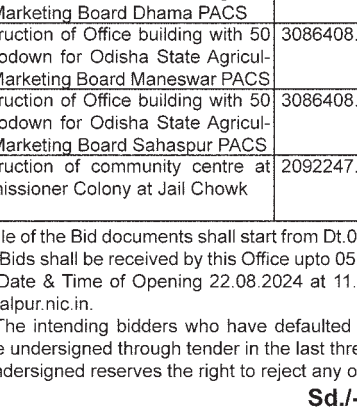 Marketing Board Dhama PACS
ruction of Office building with 50 3086408.
odown for Odisha State Agricul-
Marketing Board Maneswar PACS
ruction of Office building with 50 3086408.
odown for Odisha State Agricul-
Marketing Board Sahaspur PACS
ruction of community centre at 2092247.
nissioner Colony at Jail Chowk
le of the Bid documents shall start from Dt.0
Bids shall be received by this Office upto 05
Date & Time of Opening 22.08.2024 at 11.
alpur.nic.in.
The intending bidders who have defaulted
e undersigned through tender in the last thre
ndersigned reserves the right to reject any o
Sd./-